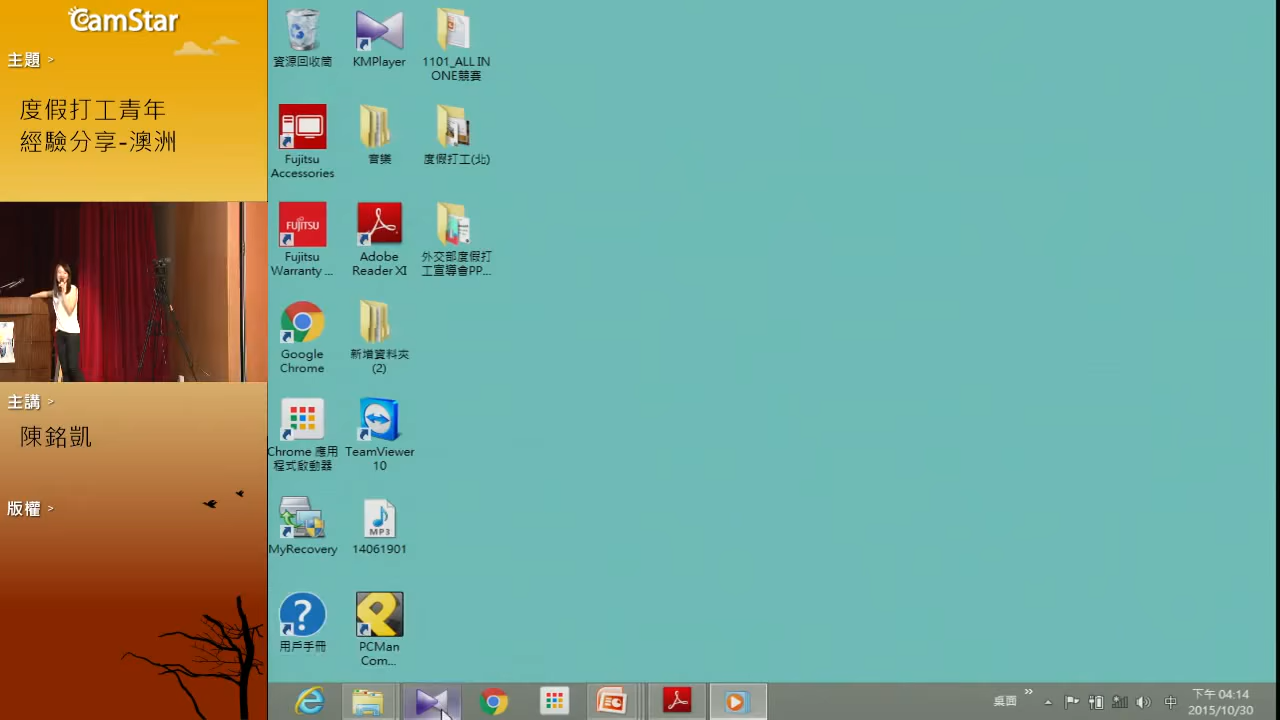 CamStar
主題 >
度假打工青年
經驗分享-澳洲
主講 >
陳銘凱
版權 >
資源回收筒
KMPlayer
1101_ALL IN
ONE競賽
Fujitsu
Accessories
音樂
度假打工(北)
FUJITSU
Fujitsu
Warranty ...
Adobe
Reader XI
外交部度假打
工宣導會PP...
Google
Chrome
新增資料夾
(2)
Chrome 應用
程式啟動器
TeamViewer
10
MyRecovery
MP3
14061901
用戶手冊
PCMan
Com...
桌面
中
下午 04:14
2015/10/30